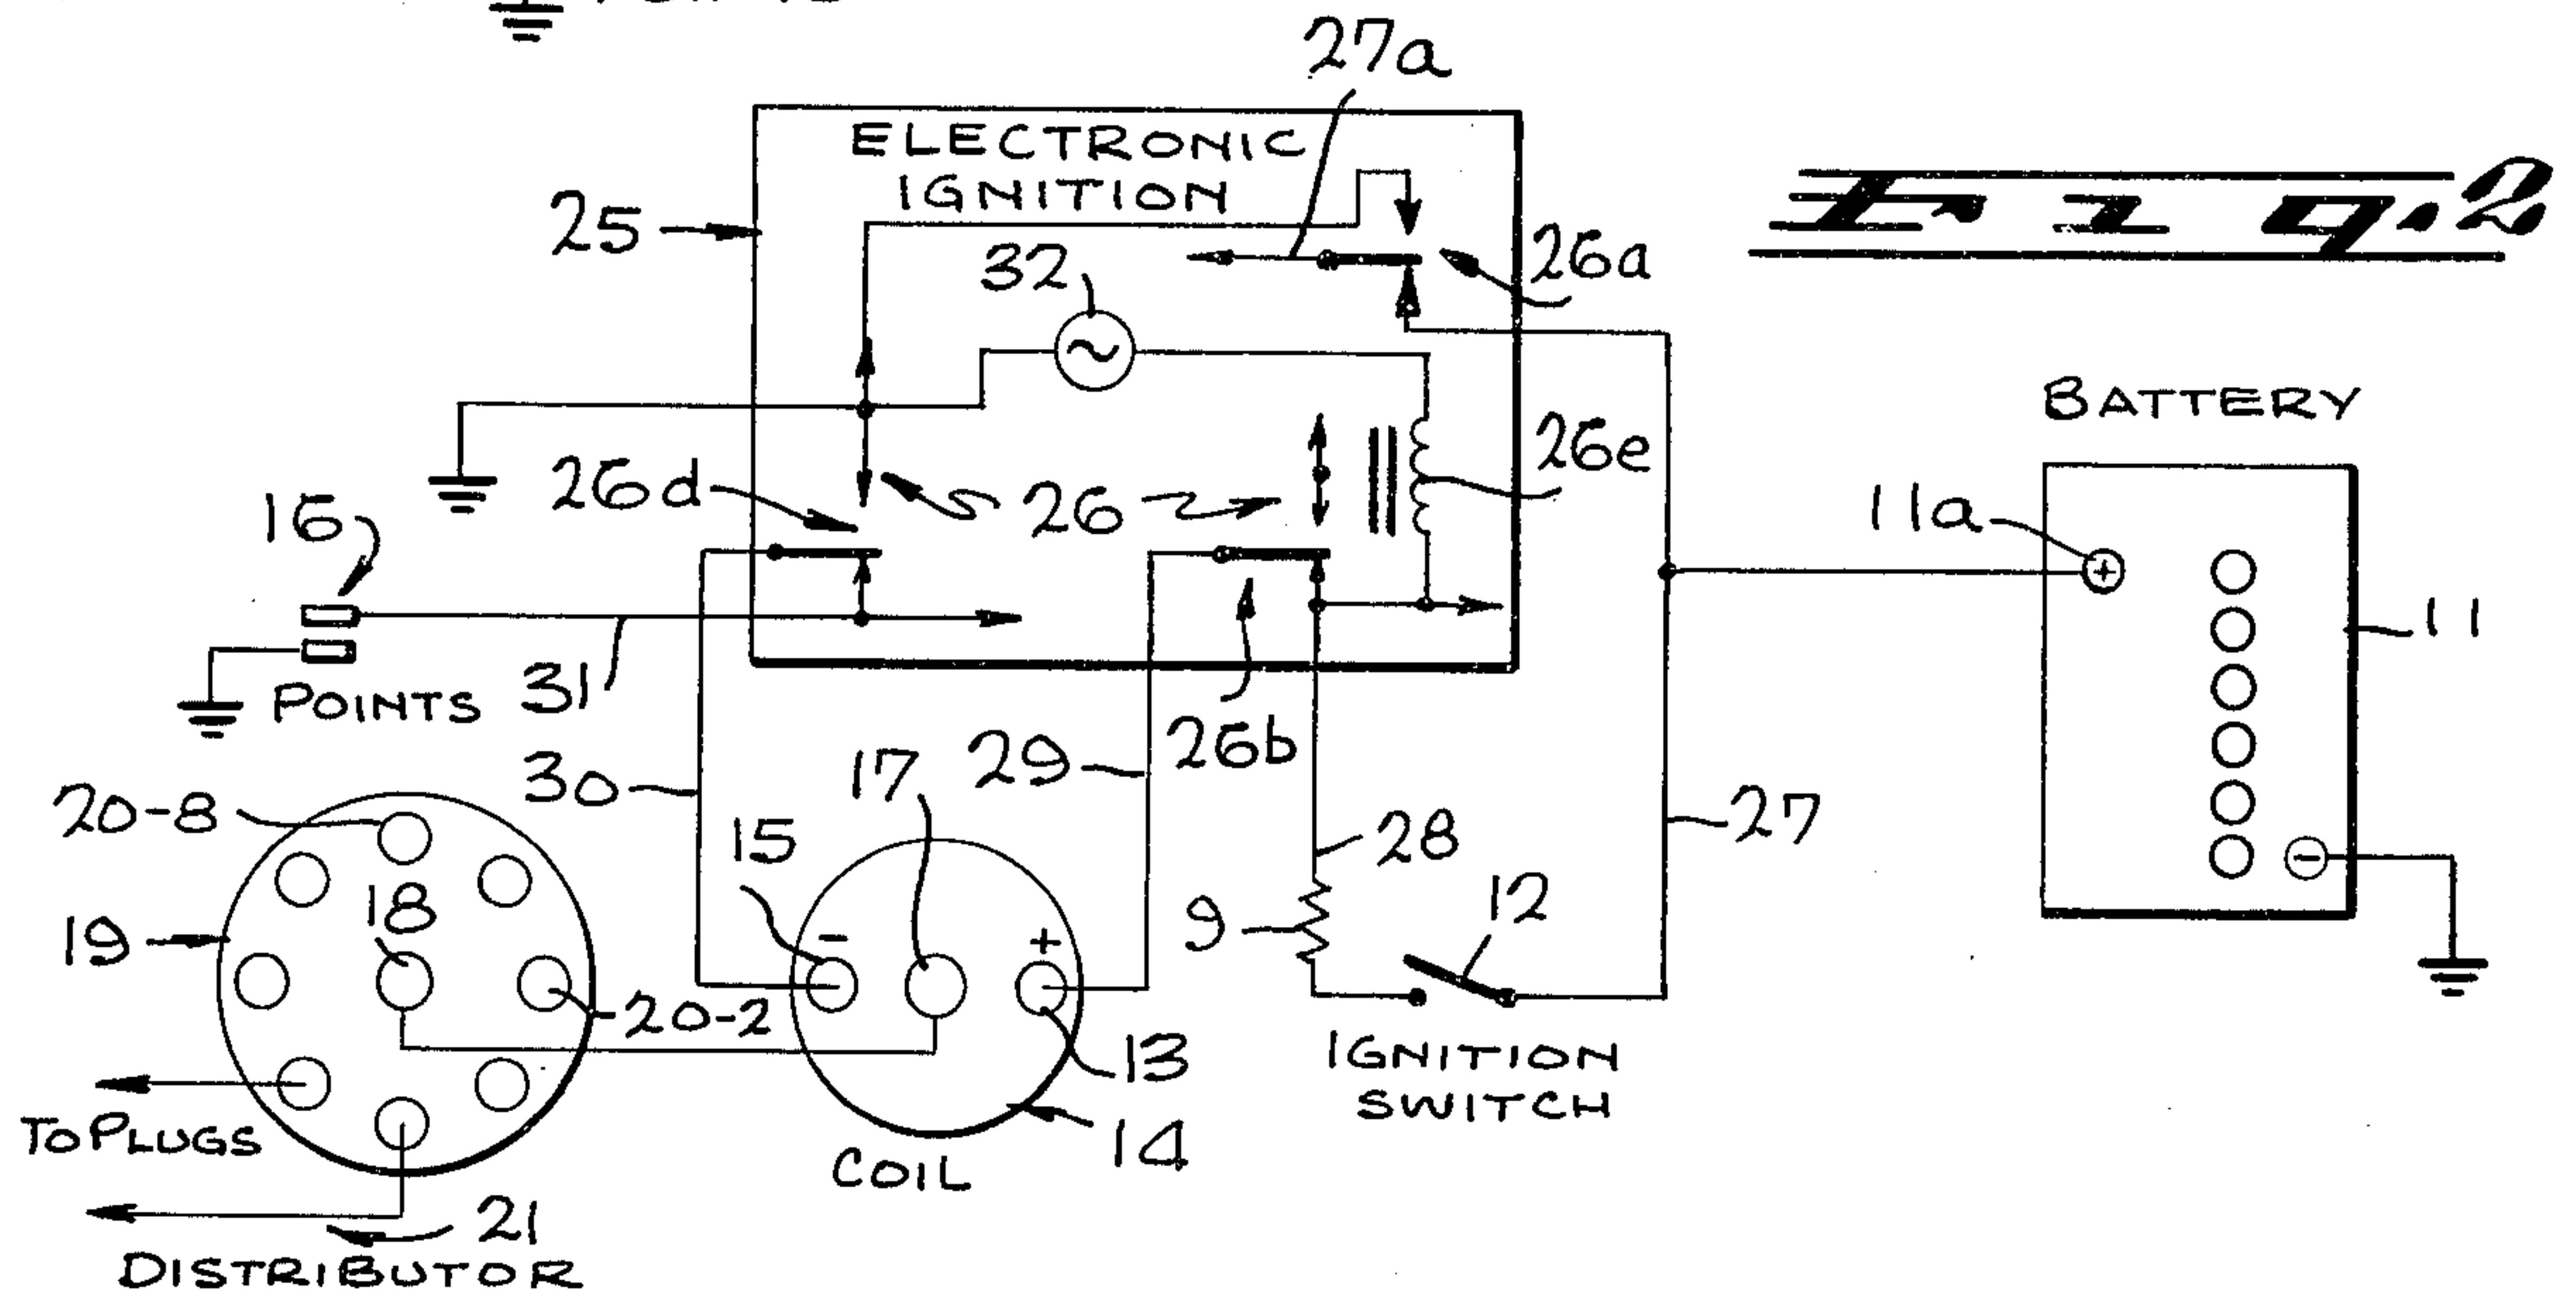 27a
ELECTRONIC
IGNITION
Fig. 2
25
32
26a
BATTERY
26d
26
26e
16
11a
11
POINTS
31
30
29
26b
17
28
27
20-8
15
12
18
9
19
-
+
20-2
13
IGNITION
SWITCH
TO PLUGS
14
COIL
21
DISTRIBUTOR